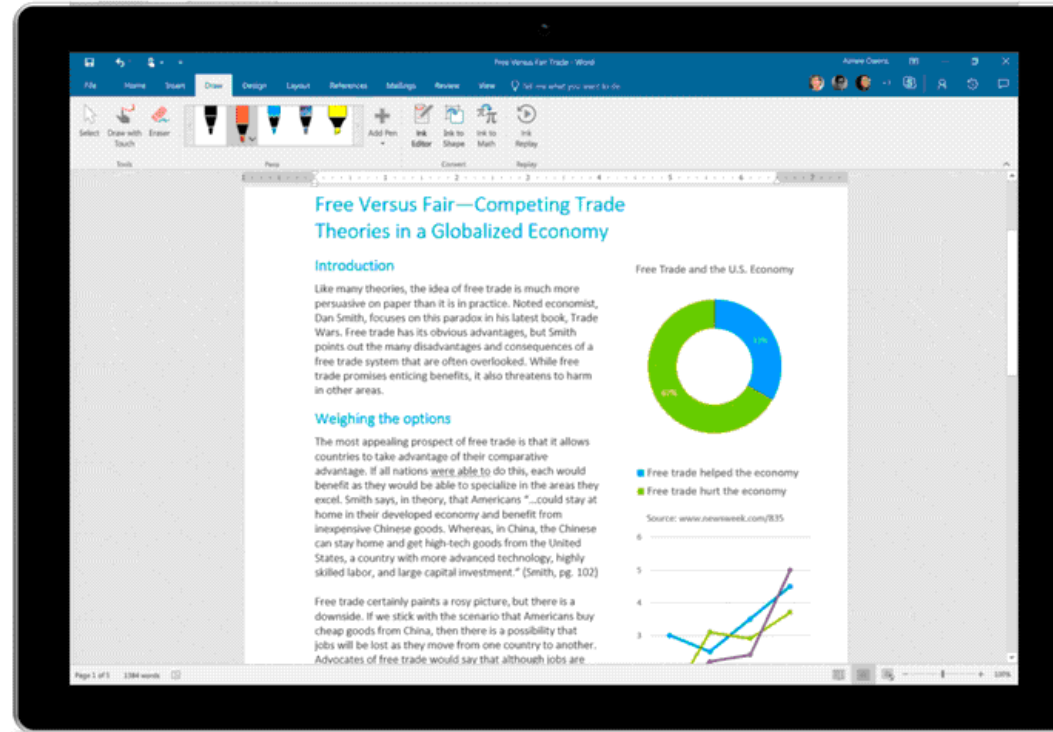 Free Versus Fair Trade - Word
Aimee Owens
File Home Insert Draw Design Layout References Mailings Review View Tell me what you want to do
Select
Draw with Touch
Eraser
Add Pen
Ink Editor
Ink to Shape
Ink to Math
Ink Replay
Tools Pens Convert Replay
1 2 3 4 5 6 7
Free Versus Fair—Competing Trade
Theories in a Globalized Economy
Introduction
Like many theories, the idea of free trade is much more
persuasive on paper than it is in practice. Noted economist,
Dan Smith, focuses on this paradox in his latest book, Trade
Wars. Free trade has its obvious advantages, but Smith
points out the many disadvantages and consequences of a
free trade system that are often overlooked. While free
trade promises enticing benefits, it also threatens to harm
in other areas.
Weighing the options
The most appealing prospect of free trade is that it allows
countries to take advantage of their comparative
advantage. If all nations were able to do this, each would
benefit as they would be able to specialize in the areas they
excel. Smith says, in theory, that Americans "...could stay at
home in their developed economy and benefit from
inexpensive Chinese goods. Whereas, in China, the Chinese
can stay home and get high-tech goods from the United
States, a country with more advanced technology, highly
skilled labor, and large capital investment." (Smith, pg. 102)
Free trade certainly paints a rosy picture, but there is a
downside. If we stick with the scenario that Americans buy
cheap goods from China, then there is a possibility that
jobs will be lost as they move from one country to another.
Advocates of free trade would say that although jobs are
Free Trade and the U.S. Economy
33%
67%
Free trade helped the economy
Free trade hurt the economy
Source: www.newsweek.com/835
6
5
4
3
Page 1 of 5 1384 words
100%